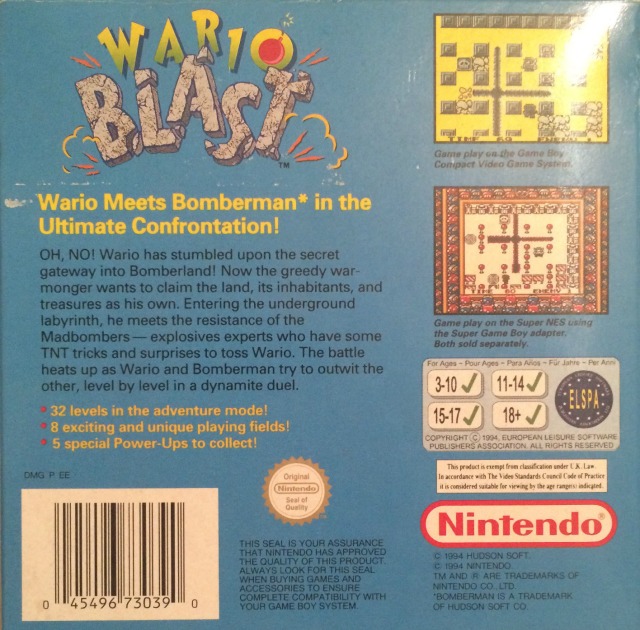 WARIO
BLAST
TM
Wario Meets Bomberman* in the
Ultimate Confrontation!
OH, NO! Wario has stumbled upon the secret
gateway into Bomberland! Now the greedy war-
monger wants to claim the land, its inhabitants, and
treasures as his own. Entering the underground
labyrinth, he meets the resistance of the
Madbombers — explosives experts who have some
TNT tricks and surprises to toss Wario. The battle
heats up as Wario and Bomberman try to outwit the
other, level by level in a dynamite duel.
32 levels in the adventure mode!
8 exciting and unique playing fields!
5 special Power-Ups to collect!
DMG P EE
0 45496 73039 0
Original
Nintendo
Seal of
Quality
THIS SEAL IS YOUR ASSURANCE
THAT NINTENDO HAS APPROVED
THE QUALITY OF THIS PRODUCT.
ALWAYS LOOK FOR THIS SEAL
WHEN BUYING GAMES AND
ACCESSORIES TO ENSURE
COMPLETE COMPATIBILITY WITH
YOUR GAME BOY SYSTEM.
Game play on the Game Boy
Compact Video Game System.
TIME 60 ENEMY
Game play on the Super NES using
the Super Game Boy adapter.
Both sold separately.
For Ages - Pour Ages - Para Años - Für Jahre - Per Anni
3-10 11-14
15-17 18+
ELSPA
COPYRIGHT © 1994, EUROPEAN LEISURE SOFTWARE
PUBLISHERS ASSOCIATION. ALL RIGHTS RESERVED
This product is exempt from classification under U.K. Law.
In accordance with The Video Standards Council Code of Practice
it is considered suitable for viewing by the age range(s) indicated.
Nintendo®
© 1994 HUDSON SOFT.
© 1994 NINTENDO.
TM AND ® ARE TRADEMARKS OF
NINTENDO CO., LTD.
*BOMBERMAN IS A TRADEMARK
OF HUDSON SOFT CO.